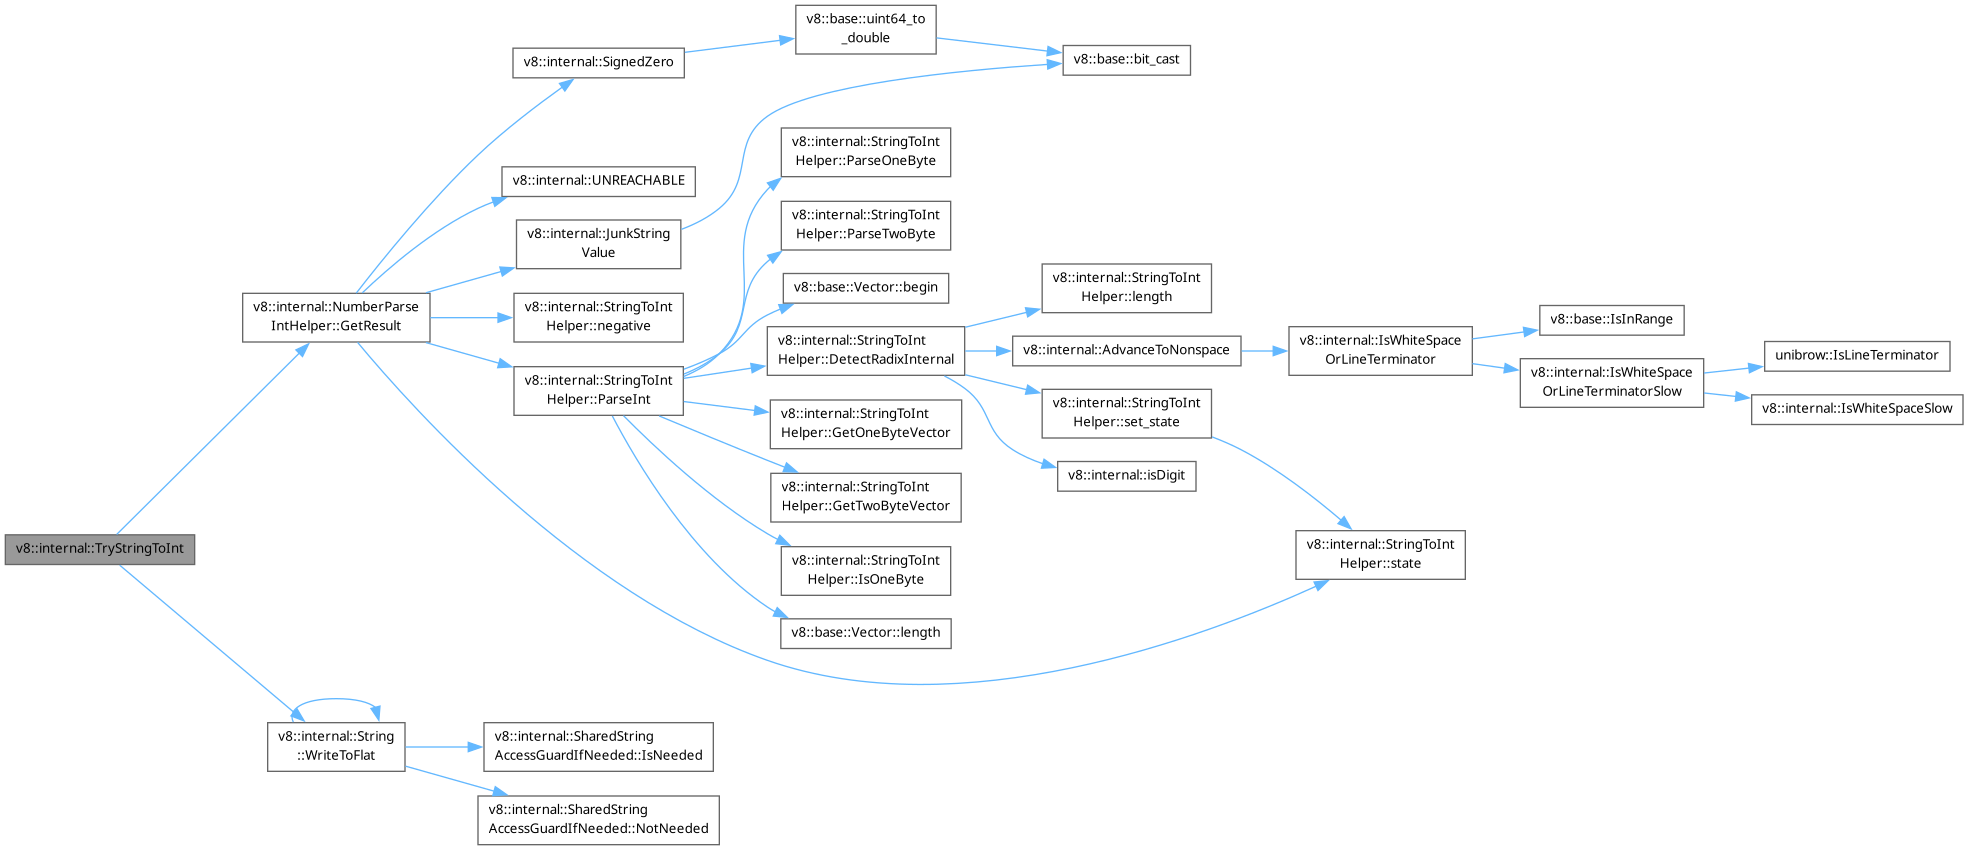 v8::base::uint64_to
_double
v8::internal::SignedZero
v8::base::bit_cast
v8::internal::StringToInt
Helper::ParseOneByte
v8::internal::UNREACHABLE
v8::internal::StringToInt
Helper::ParseTwoByte
v8::internal::JunkString
Value
v8::base::Vector::begin
v8::internal::StringToInt
Helper::length
v8::internal::NumberParse
IntHelper::GetResult
v8::internal::StringToInt
Helper::negative
v8::internal::StringToInt
Helper::DetectRadixInternal
v8::internal::AdvanceToNonspace
v8::internal::IsWhiteSpace
OrLineTerminator
v8::base::IsInRange
unibrow::IsLineTerminator
v8::internal::IsWhiteSpace
OrLineTerminatorSlow
v8::internal::IsWhiteSpaceSlow
v8::internal::StringToInt
Helper::ParseInt
v8::internal::StringToInt
Helper::set_state
v8::internal::StringToInt
Helper::GetOneByteVector
v8::internal::isDigit
v8::internal::StringToInt
Helper::GetTwoByteVector
v8::internal::TryStringToInt
v8::internal::StringToInt
Helper::state
v8::internal::StringToInt
Helper::IsOneByte
v8::base::Vector::length
v8::internal::String
::WriteToFlat
v8::internal::SharedString
AccessGuardIfNeeded::IsNeeded
v8::internal::SharedString
AccessGuardIfNeeded::NotNeeded